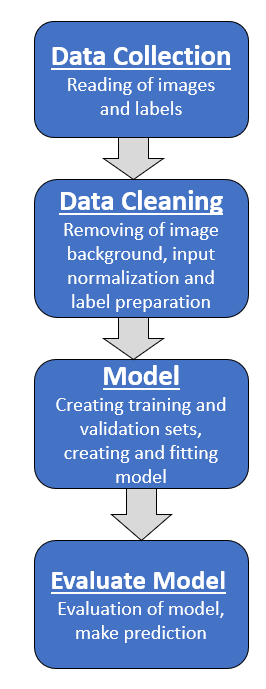 Data Collection
Reading of images
and labels
Data Cleaning
Removing of image
background, input
normalization and
label preparation
Model
Creating training and
validation sets,
creating and fitting
model
Evaluate Model
Evaluation of model,
make prediction